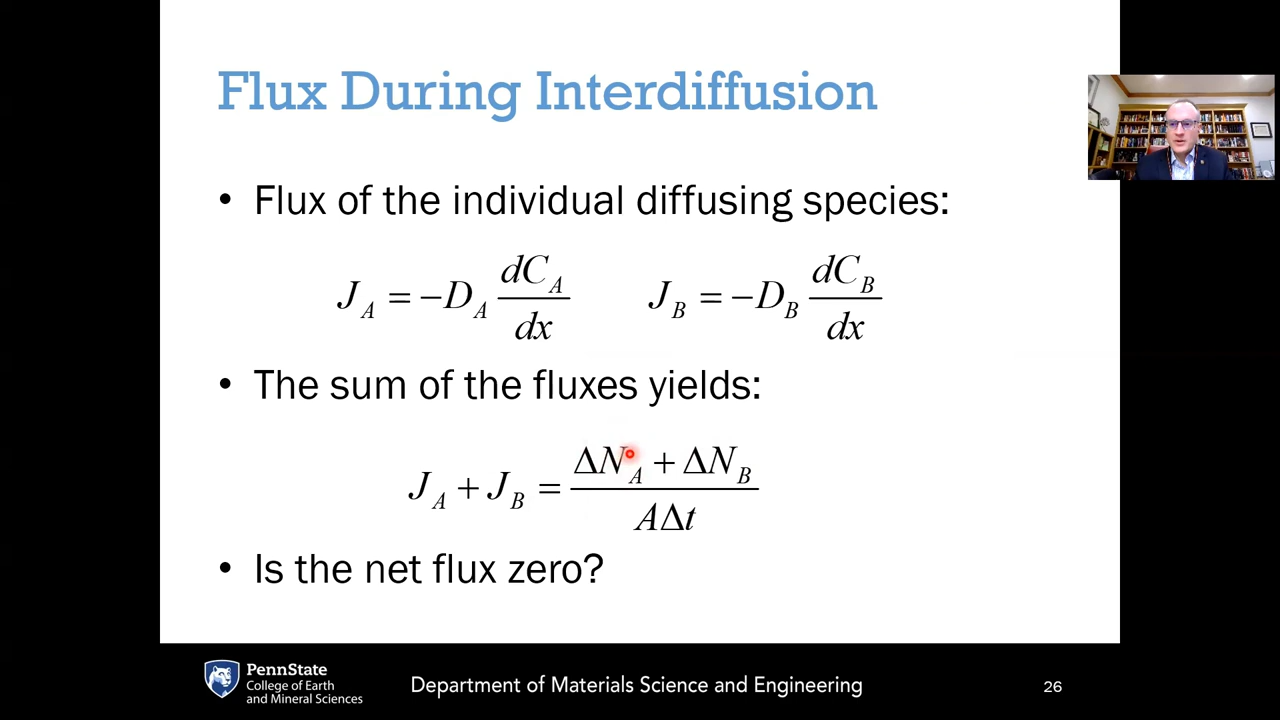 Flux During Interdiffusion
• Flux of the individual diffusing species:
J_A = −D_A dC_A/dx    J_B = −D_B dC_B/dx
• The sum of the fluxes yields:
J_A + J_B = (ΔN_A + ΔN_B)/(AΔt)
• Is the net flux zero?
PennState
College of Earth
and Mineral Sciences
Department of Materials Science and Engineering
26